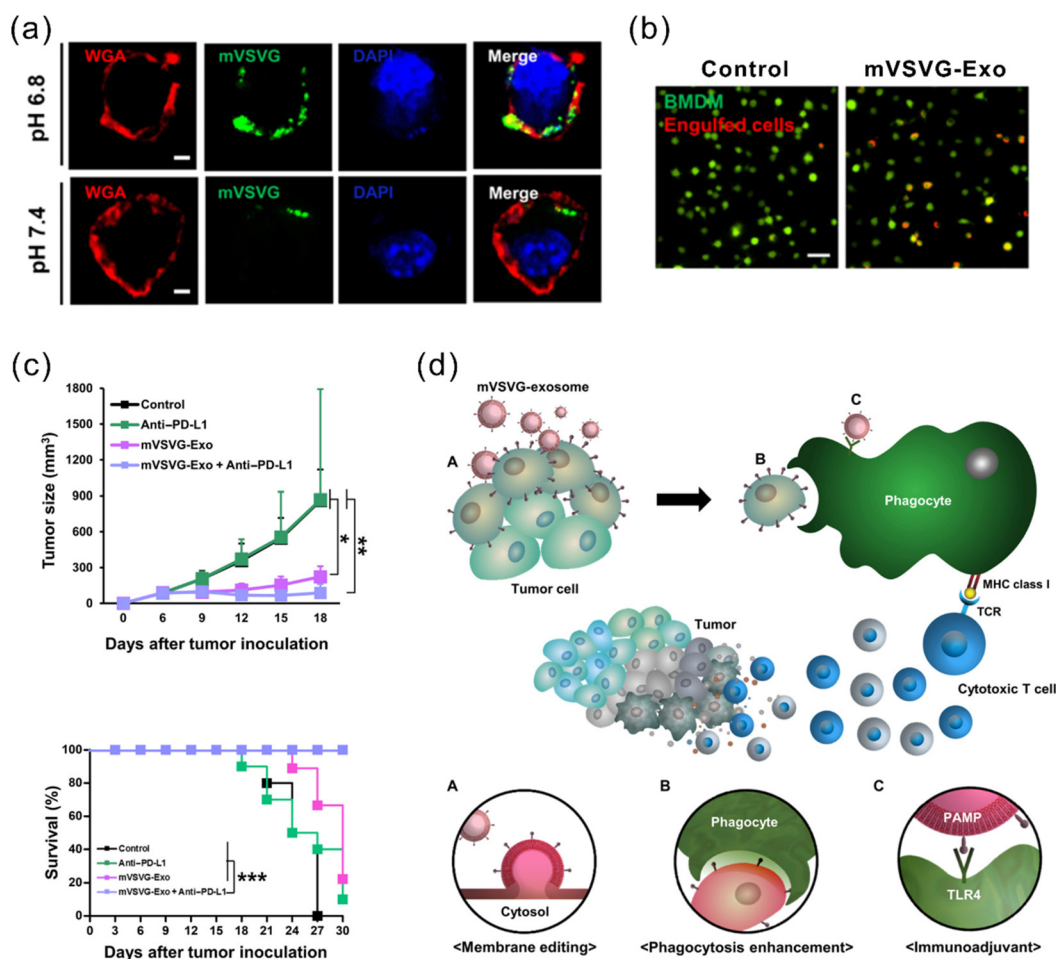 (a)
WGA mVSVG DAPI Merge
pH 6.8
WGA mVSVG DAPI Merge
pH 7.4
(b)
Control mVSVG-Exo
BMDM
Engulfed cells
(c)
1800
1500
1200
900
600
300
0
Tumor size (mm³)
Control
Anti–PD-L1
mVSVG-Exo
mVSVG-Exo + Anti–PD-L1
*
**
0 6 9 12 15 18
Days after tumor inoculation
100
80
60
40
20
0
Survival (%)
Control
Anti–PD-L1
mVSVG-Exo
mVSVG-Exo + Anti–PD-L1
***
0 3 6 9 12 15 18 21 24 27 30
Days after tumor inoculation
(d)
mVSVG-exosome
A
Tumor cell
C
B
Phagocyte
MHC class I
TCR
Cytotoxic T cell
Tumor
A
Cytosol
<Membrane editing>
B
Phagocyte
<Phagocytosis enhancement>
C
PAMP
TLR4
<Immunoadjuvant>